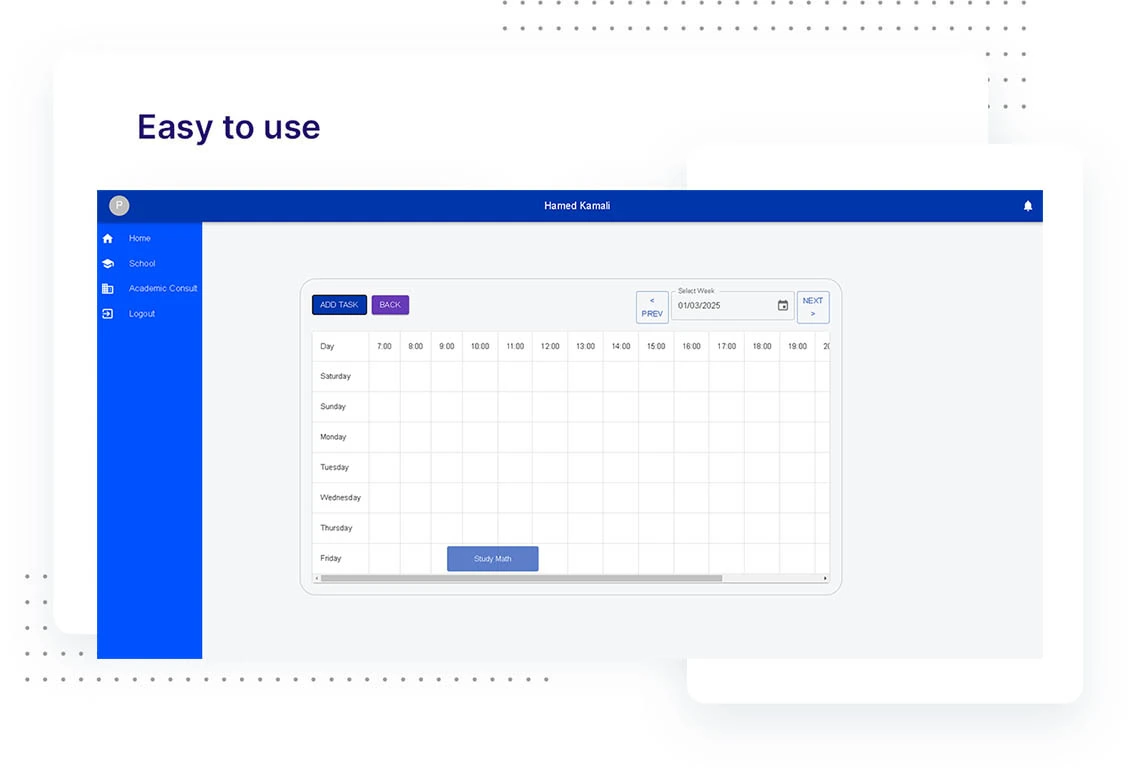 Easy to use
P
Hamed Kamali
Home
School
Academic Consult
Logout
ADD TASK
BACK
<
PREV
Select Week
01/03/2025
NEXT
>
Day 7:00 8:00 9:00 10:00 11:00 12:00 13:00 14:00 15:00 16:00 17:00 18:00 19:00 20
Saturday
Sunday
Monday
Tuesday
Wednesday
Thursday
Friday Study Math